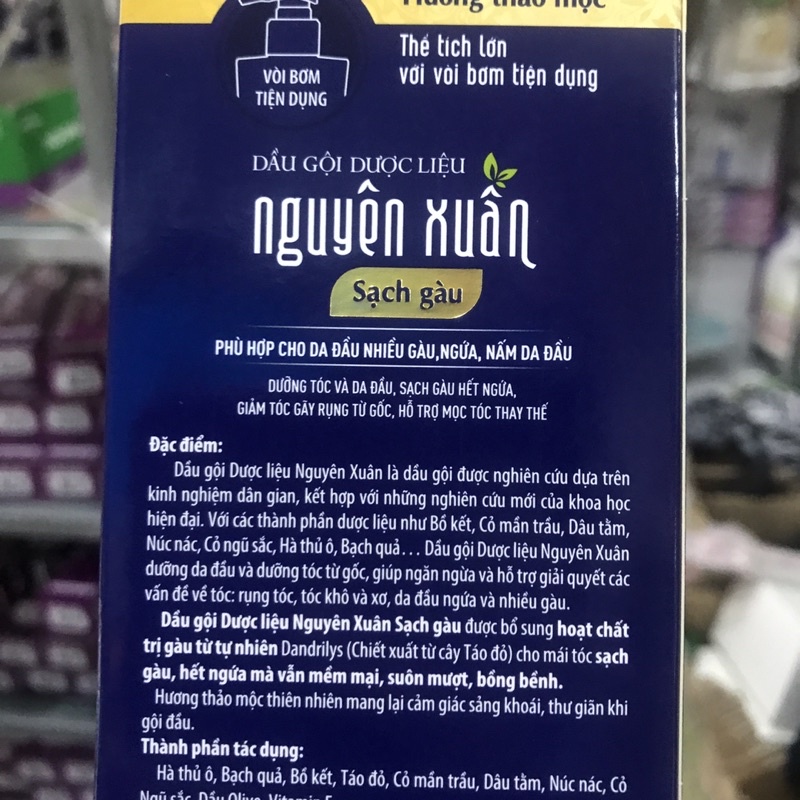 Hương thảo mộc
VÒI BƠM
TIỆN DỤNG
Thể tích lớn
với vòi bơm tiện dụng
DẦU GỘI DƯỢC LIỆU
nguyên xuân
Sạch gàu
PHÙ HỢP CHO DA ĐẦU NHIỀU GÀU,NGỨA, NẤM DA ĐẦU
DƯỠNG TÓC VÀ DA ĐẦU, SẠCH GÀU HẾT NGỨA,
GIẢM TÓC GÃY RỤNG TỪ GỐC, HỖ TRỢ MỌC TÓC THAY THẾ
Đặc điểm:
Dầu gội Dược liệu Nguyên Xuân là dầu gội được nghiên cứu dựa trên
kinh nghiệm dân gian, kết hợp với những nghiên cứu mới của khoa học
hiện đại. Với các thành phần dược liệu như Bồ kết, Cỏ mần trầu, Dâu tằm,
Núc nác, Cỏ ngũ sắc, Hà thủ ô, Bạch quả... Dầu gội Dược liệu Nguyên Xuân
dưỡng da đầu và dưỡng tóc từ gốc, giúp ngăn ngừa và hỗ trợ giải quyết các
vấn đề về tóc: rụng tóc, tóc khô và xơ, da đầu ngứa và nhiều gàu.
Dầu gội Dược liệu Nguyên Xuân Sạch gàu được bổ sung hoạt chất
trị gàu từ tự nhiên Dandrilys (Chiết xuất từ cây Táo đỏ) cho mái tóc sạch
gàu, hết ngứa mà vẫn mềm mại, suôn mượt, bồng bềnh.
Hương thảo mộc thiên nhiên mang lại cảm giác sảng khoái, thư giãn khi
gội đầu.
Thành phần tác dụng:
Hà thủ ô, Bạch quả, Bồ kết, Táo đỏ, Cỏ mần trầu, Dâu tằm, Núc nác, Cỏ
Ngũ sắc, Dầu Olive, Vitamin E